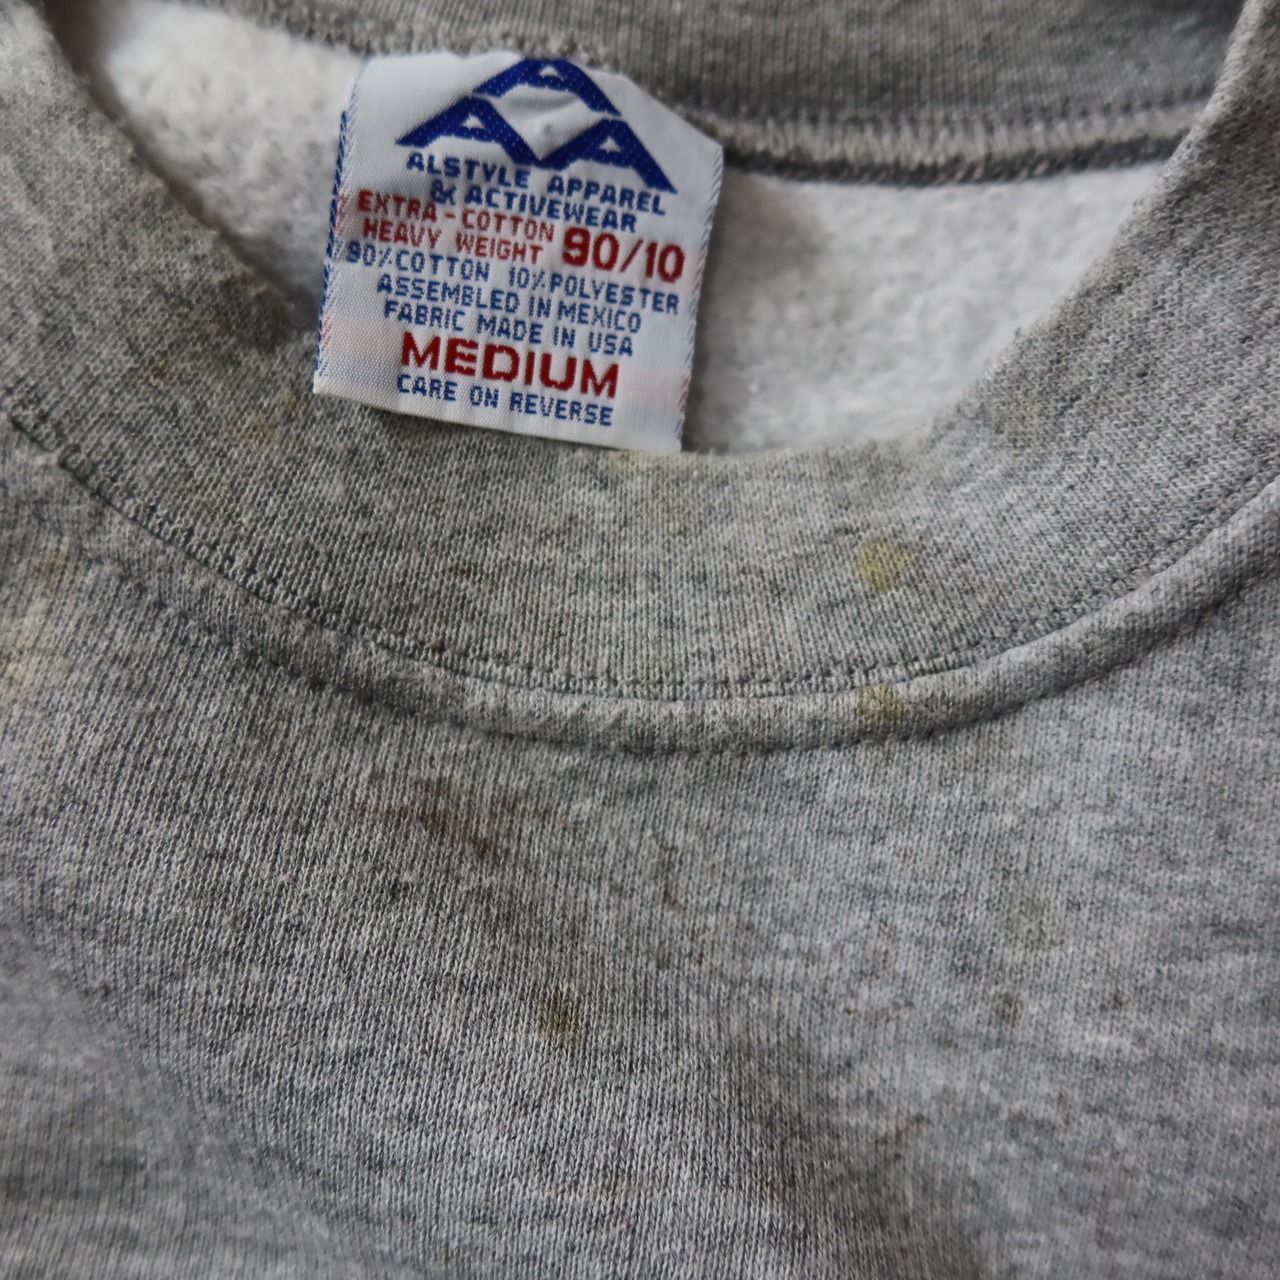 AAA
ALSTYLE APPAREL
& ACTIVEWEAR
EXTRA-COTTON
HEAVY WEIGHT 90/10
90%COTTON 10%POLYESTER
ASSEMBLED IN MEXICO
FABRIC MADE IN USA
MEDIUM
CARE ON REVERSE